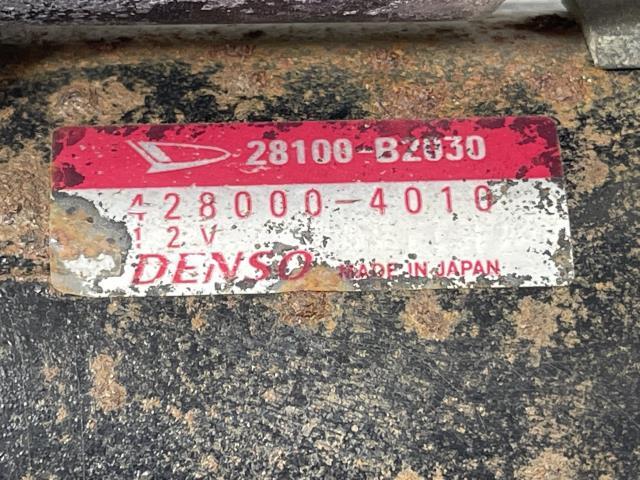 28100-B2030
428000-4010
12V
DENSO MADE IN JAPAN